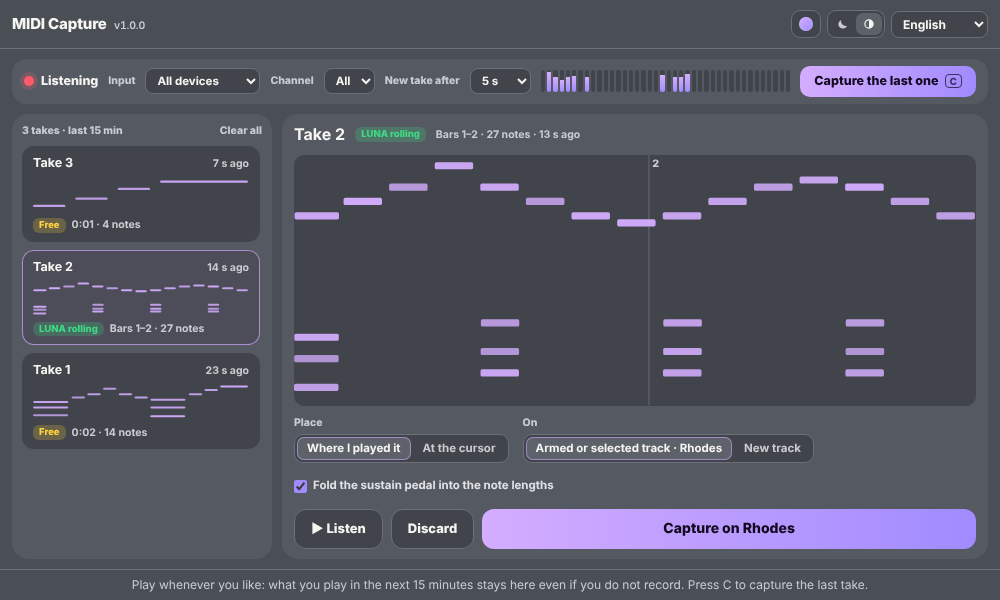 MIDI Capture v1.0.0
English
Listening Input All devices Channel All New take after 5 s Capture the last one C
3 takes · last 15 min Clear all
Take 3 7 s ago
Free 0:01 · 4 notes
Take 2 14 s ago
LUNA rolling Bars 1–2 · 27 notes
Take 1 23 s ago
Free 0:02 · 14 notes
Take 2 LUNA rolling Bars 1–2 · 27 notes · 13 s ago
2
Place On
Where I played it At the cursor Armed or selected track · Rhodes New track
Fold the sustain pedal into the note lengths
Listen Discard Capture on Rhodes
Play whenever you like: what you play in the next 15 minutes stays here even if you do not record. Press C to capture the last take.